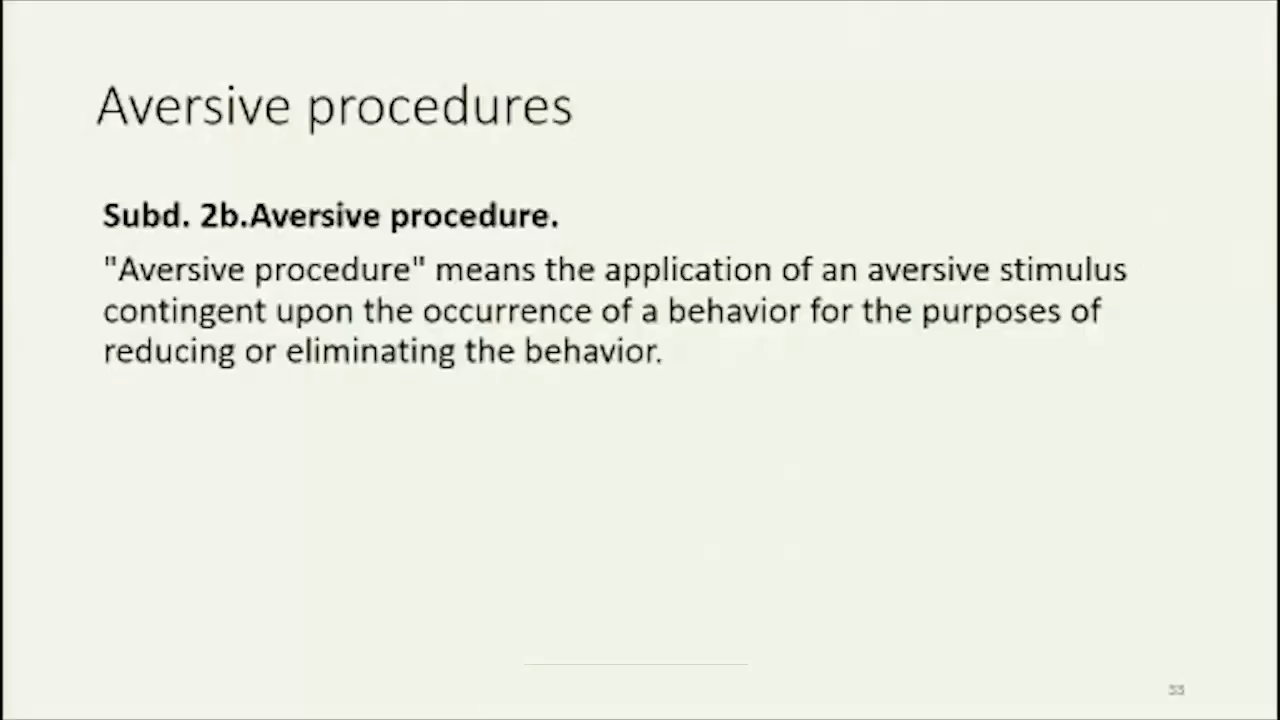 Aversive procedures
Subd. 2b.Aversive procedure.
"Aversive procedure" means the application of an aversive stimulus
contingent upon the occurrence of a behavior for the purposes of
reducing or eliminating the behavior.
33